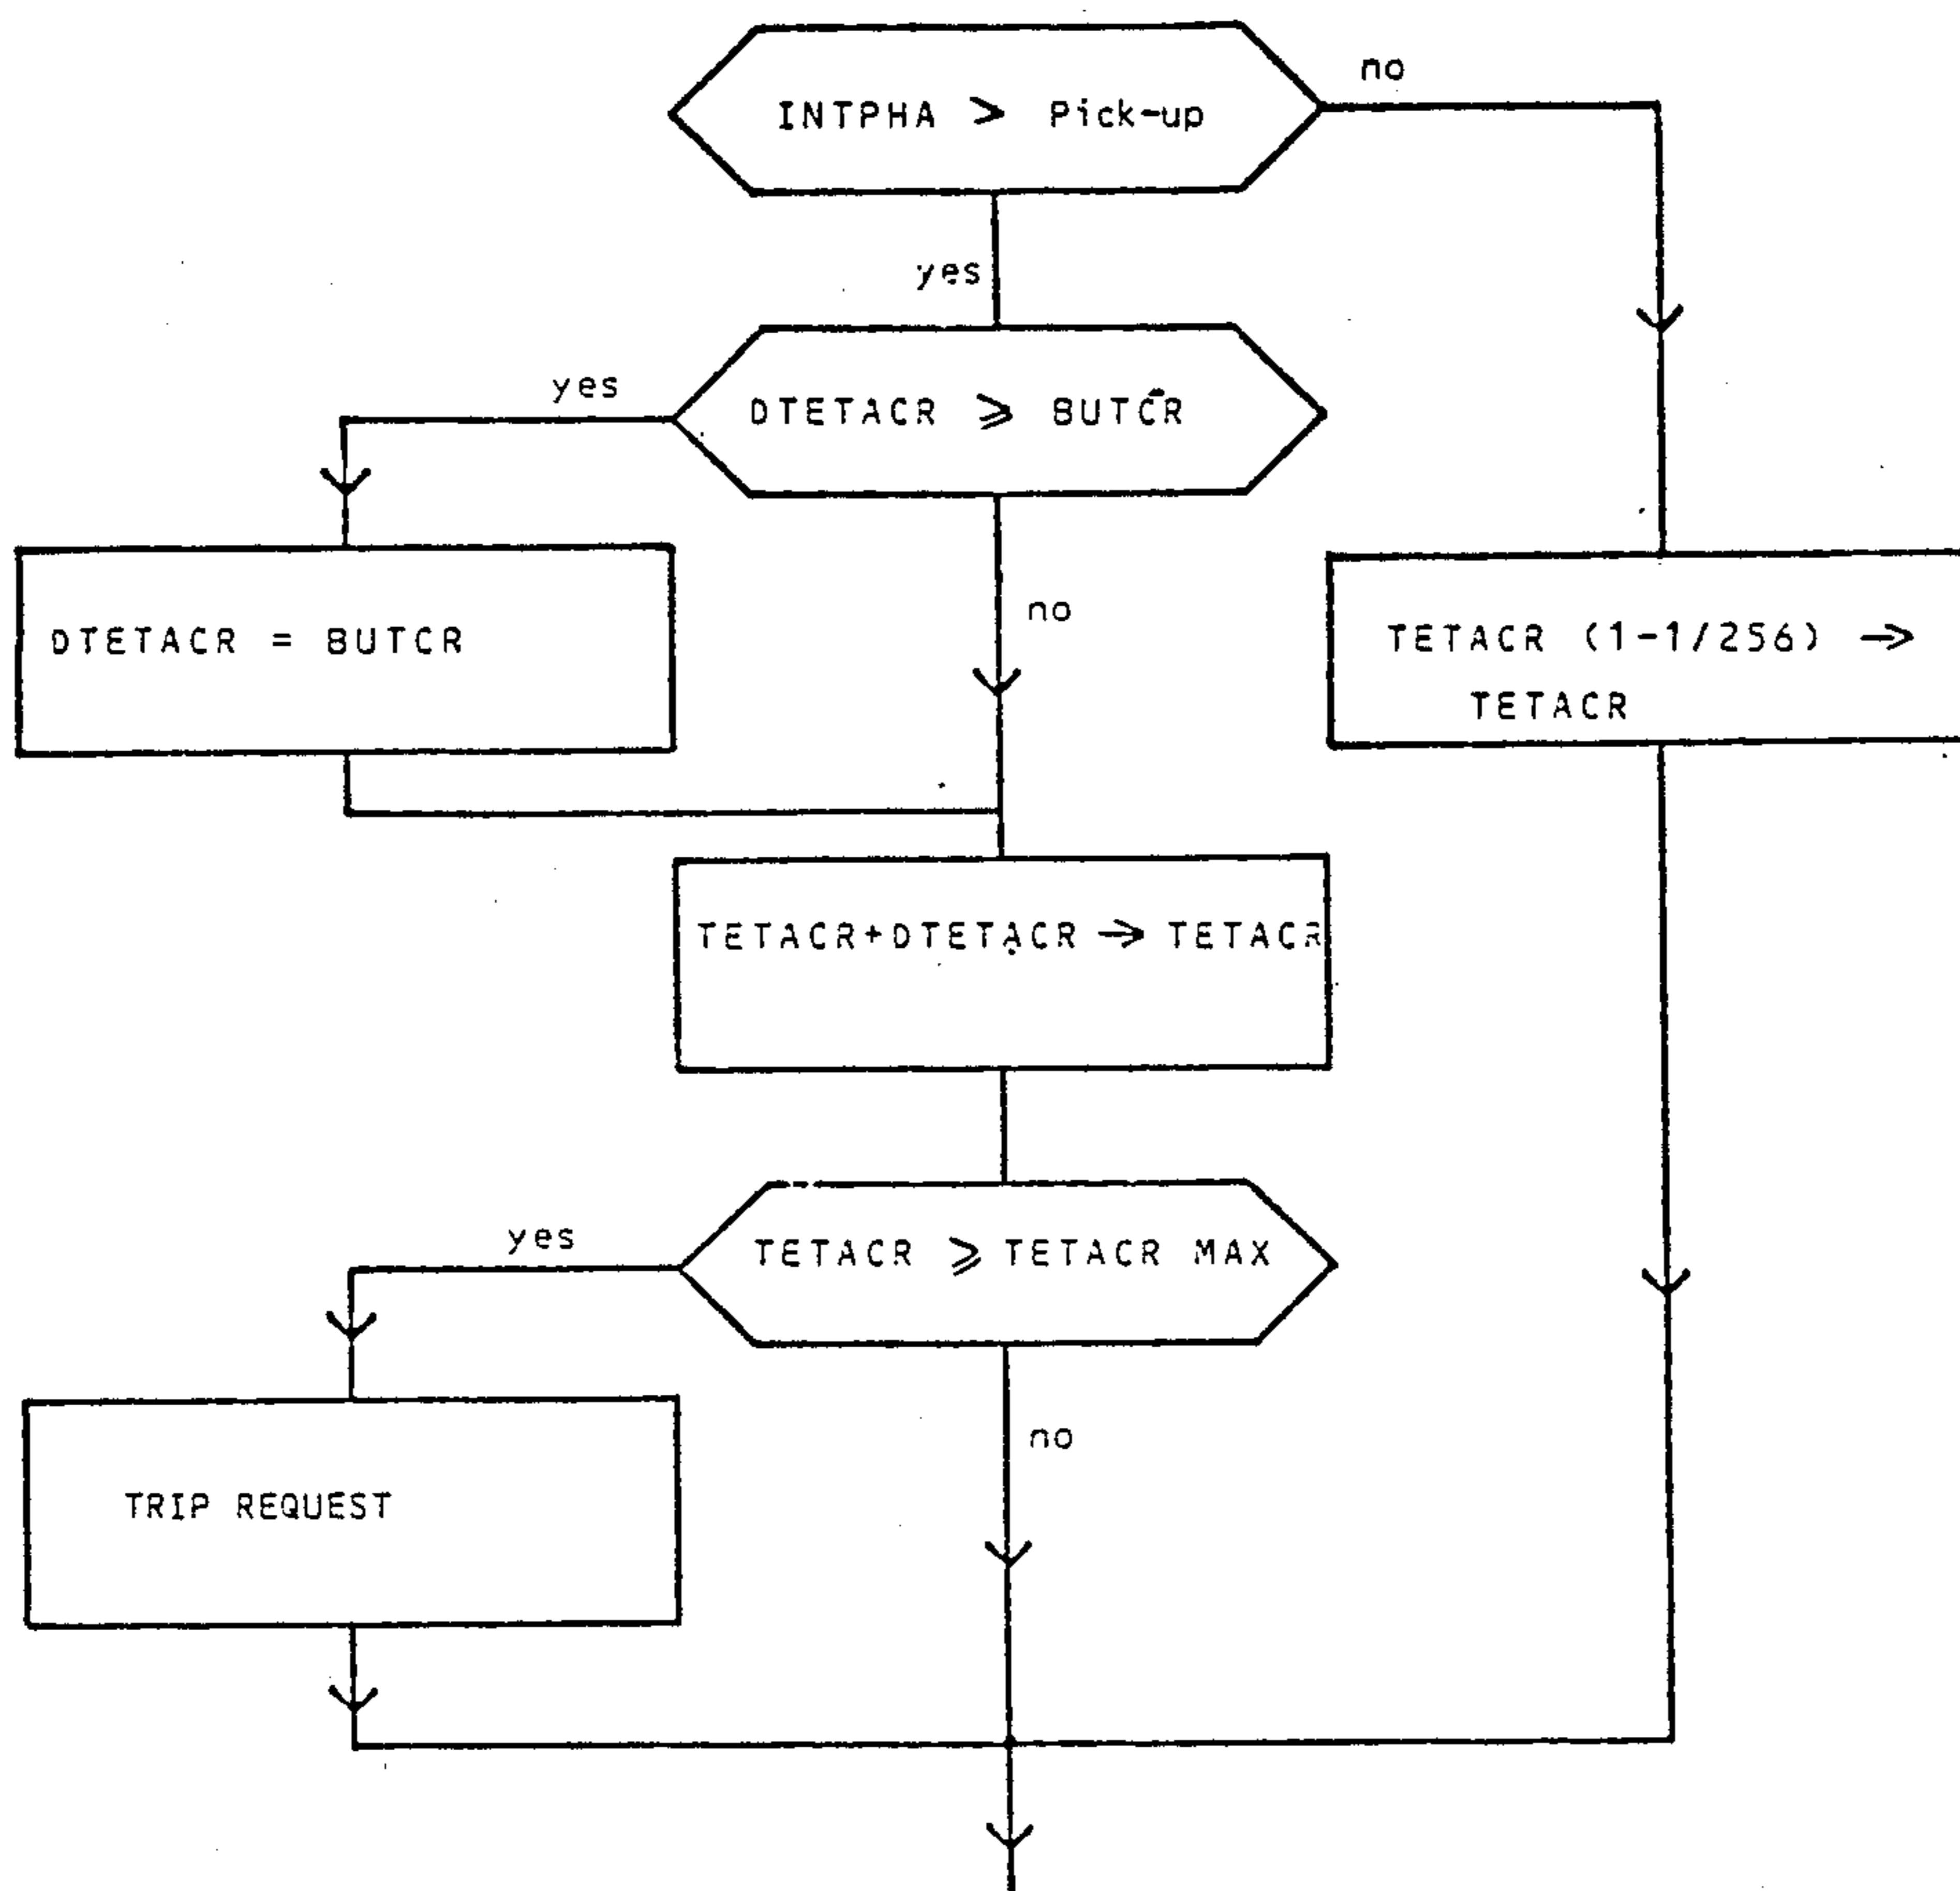 no
INTPHA > Pick-up
yes
yes
DTETACR ⩾ BUTCR
no
DTETACR = BUTCR
TETACR (1-1/256) →
TETACR
TETACR+DTETACR → TETACR
yes
TETACR ⩾ TETACR MAX
no
TRIP REQUEST